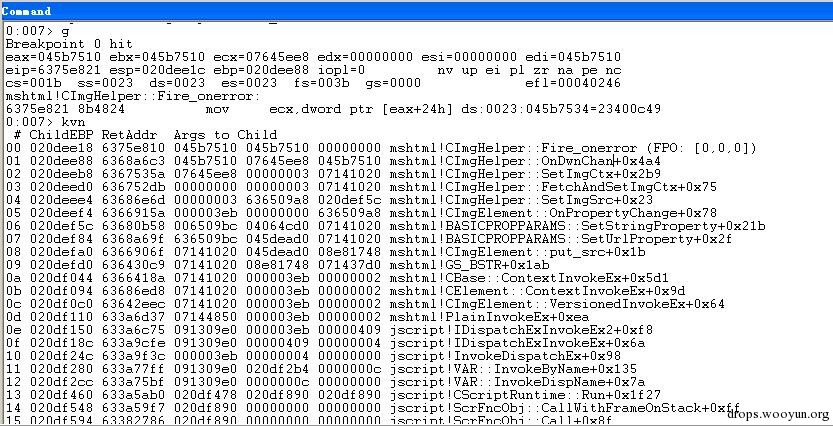 Command
0:007> g
Breakpoint 0 hit
eax=045b7510 ebx=045b7510 ecx=07645ee8 edx=00000000 esi=00000000 edi=045b7510
eip=6375e821 esp=020dee1c ebp=020dee88 iopl=0 nv up ei pl zr na pe nc
cs=001b ss=0023 ds=0023 es=0023 fs=003b gs=0000 efl=00040246
mshtml!CImgHelper::Fire_onerror:
6375e821 8b4824 mov ecx,dword ptr [eax+24h] ds:0023:045b7534=23400c49
0:007> kvn
# ChildEBP RetAddr Args to Child
00 020dee18 6375e810 045b7510 045b7510 00000000 mshtml!CImgHelper::Fire_onerror (FPO: [0,0,0])
01 020dee88 6368a6c3 07645ee8 045b7510 045b7510 mshtml!CImgHelper::OnDwnChan+0x4a4
02 020deeb8 6367535a 07645ee8 00000003 07141020 mshtml!CImgHelper::SetImgCtx+0x2b9
03 020deed0 636752db 00000000 00000003 07141020 mshtml!CImgHelper::FetchAndSetImgCtx+0x75
04 020deee4 63686e6d 00000003 636509a8 020def5c mshtml!CImgHelper::SetImgSrc+0x23
05 020deef4 6366915a 000003eb 00000000 636509a8 mshtml!CImgElement::OnPropertyChange+0x78
06 020def5c 63680b58 006509bc 04064cd0 07141020 mshtml!BASICPROPPARAMS::SetStringProperty+0x21b
07 020def84 6368a69f 636509bc 045dead0 07141020 mshtml!BASICPROPPARAMS::SetUrlProperty+0x2f
08 020defa0 6366906f 07141020 045dead0 08e81748 mshtml!CImgElement::put_src+0x1b
09 020defd0 636430c9 07141020 08e81748 071437d0 mshtml!GS_BSTR+0x1ab
0a 020df044 6366418a 07141020 000003eb 00000002 mshtml!CBase::ContextInvokeEx+0x5d1
0b 020df094 63686ed8 07141020 000003eb 00000002 mshtml!CElement::ContextInvokeEx+0x9d
0c 020df0c0 63642eec 07141020 000003eb 00000002 mshtml!CImgElement::VersionedInvokeEx+0x64
0d 020df110 633a6d37 07144850 000003eb 00000002 mshtml!PlainInvokeEx+0xea
0e 020df150 633a6c75 091309e0 000003eb 00000409 jscript!IDispatchExInvokeEx2+0xf8
0f 020df18c 633a9cfe 091309e0 00000409 00000004 jscript!IDispatchExInvokeEx+0x6a
10 020df24c 633a9f3c 000003eb 00000004 00000000 jscript!InvokeDispatchEx+0x98
11 020df280 633a77ff 091309e0 020df2b4 0000000c jscript!VAR::InvokeByName+0x135
12 020df2cc 633a75bf 091309e0 0000000c 00000000 jscript!VAR::InvokeDispName+0x7a
13 020df460 633a5ab0 020df478 020df890 020df890 jscript!CScriptRuntime::Run+0x1f27
14 020df548 633a59f7 020df890 00000000 00000000 jscript!ScrFncObj::CallWithFrameOnStack+0xff
15 020df594 63382786 020df890 00000000 00000000 jscript!ScrFncObj::Call+0x8f
drops.wooyun.org